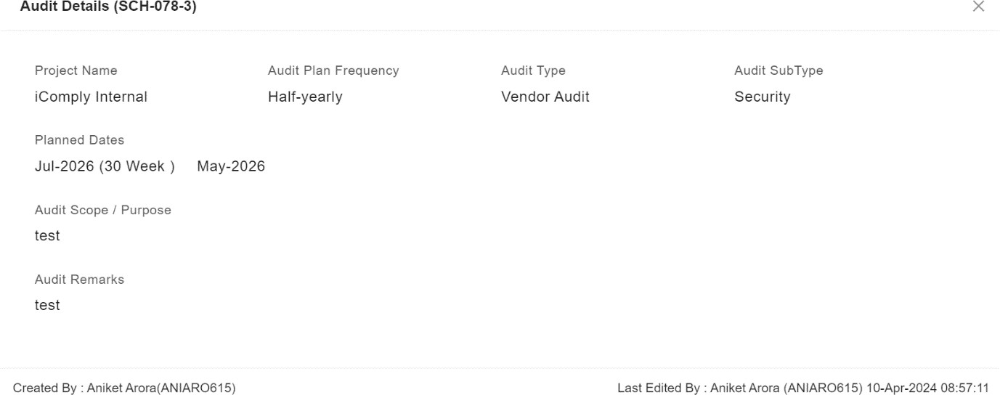 Audit Details (SCH-078-3)
Project Name Audit Plan Frequency Audit Type Audit SubType
iComply Internal Half-yearly Vendor Audit Security
Planned Dates
Jul-2026 (30 Week ) May-2026
Audit Scope / Purpose
test
Audit Remarks
test
Created By : Aniket Arora(ANIARO615) Last Edited By : Aniket Arora (ANIARO615) 10-Apr-2024 08:57:11